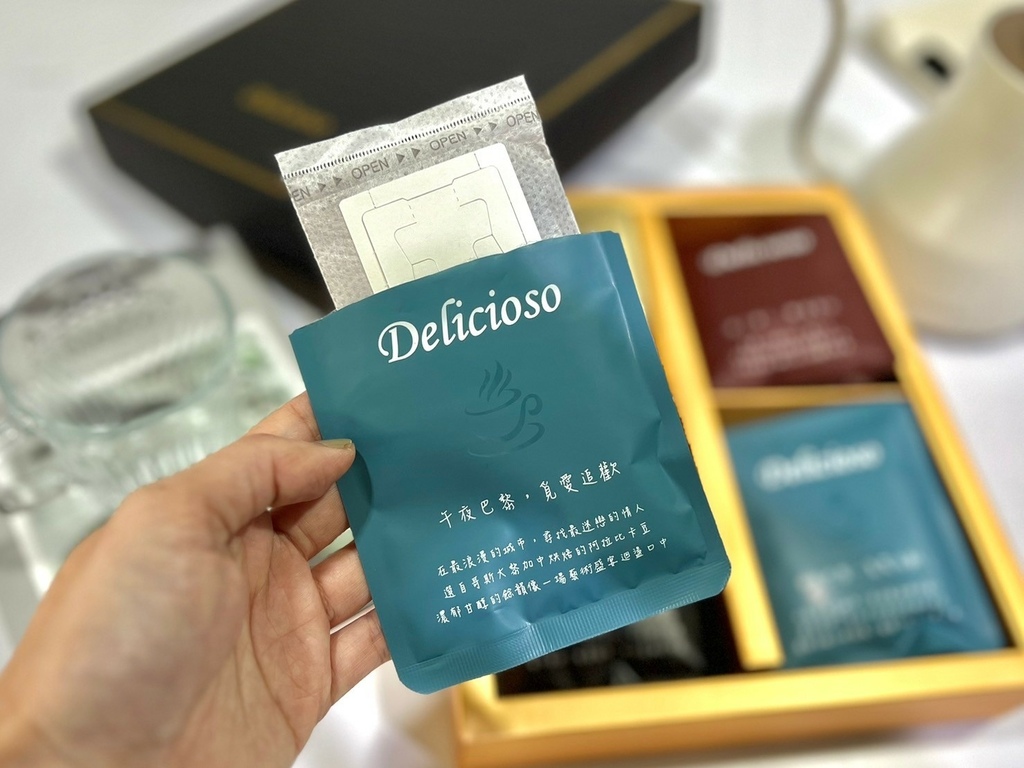 OPEN ▶▶ OPEN ▶▶ OPEN
Delicioso
午夜巴黎，覓愛追歡
在最浪漫的城市，尋找最迷戀的情人
選自哥斯大黎加中烘焙的阿拉比卡豆
濃郁甘醇的餘韻像一場藝術盛宴迴盪口中
Delicioso
Delicioso